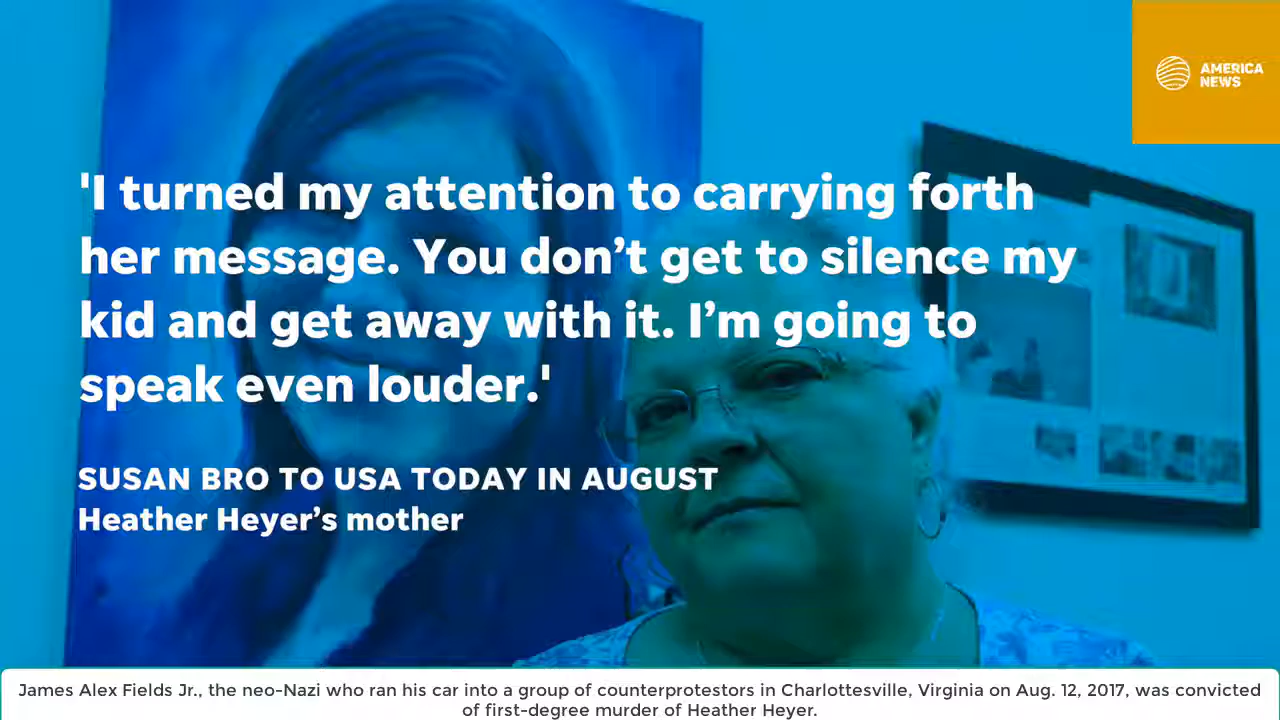 AMERICA
NEWS
'I turned my attention to carrying forth
her message. You don’t get to silence my
kid and get away with it. I’m going to
speak even louder.'
SUSAN BRO TO USA TODAY IN AUGUST
Heather Heyer’s mother
James Alex Fields Jr., the neo-Nazi who ran his car into a group of counterprotestors in Charlottesville, Virginia on Aug. 12, 2017, was convicted
of first-degree murder of Heather Heyer.